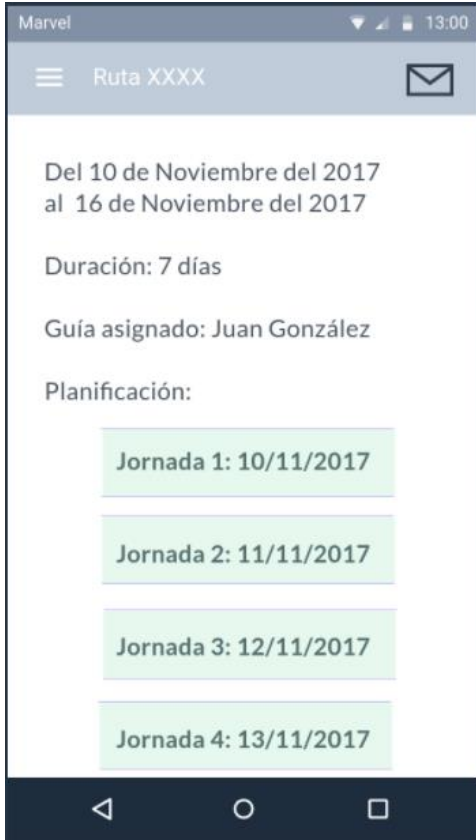 Marvel 13:00
Ruta XXXX
Del 10 de Noviembre del 2017
al 16 de Noviembre del 2017
Duración: 7 días
Guía asignado: Juan González
Planificación:
Jornada 1: 10/11/2017
Jornada 2: 11/11/2017
Jornada 3: 12/11/2017
Jornada 4: 13/11/2017